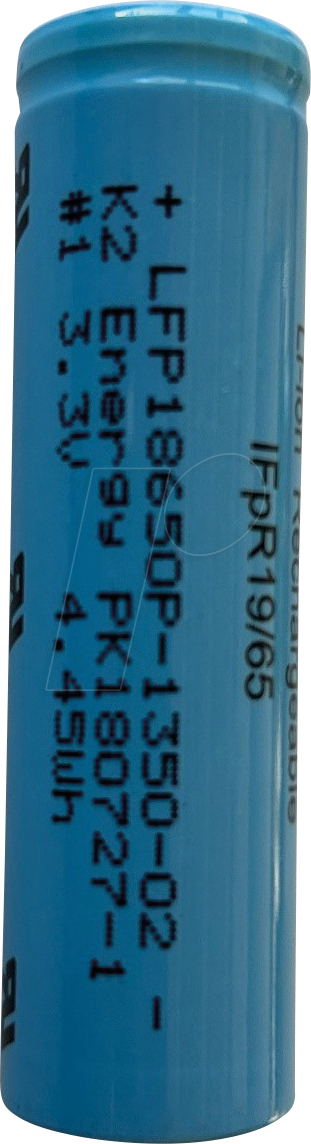 + LFP18650P-1350-02 -
K2 Energy PK180727-1
#1 3.3V 4.45Wh
IFpR19/65
Li-ion Rechargeable